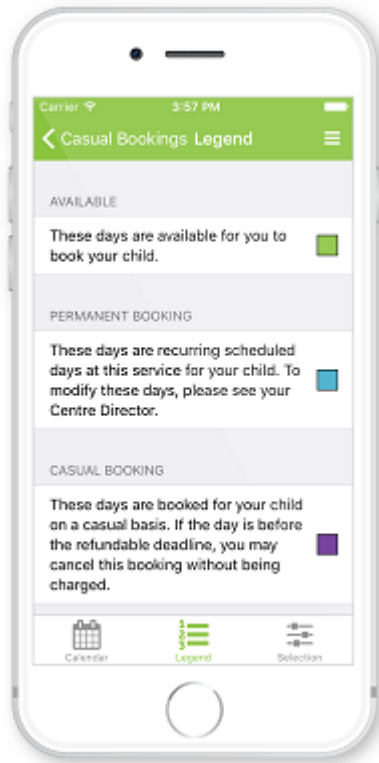 Carrier 3:57 PM
Casual Bookings Legend
AVAILABLE
These days are available for you to
book your child.
PERMANENT BOOKING
These days are recurring scheduled
days at this service for your child. To
modify these days, please see your
Centre Director.
CASUAL BOOKING
These days are booked for your child
on a casual basis. If the day is before
the refundable deadline, you may
cancel this booking without being
charged.
Calendar Legend Selection